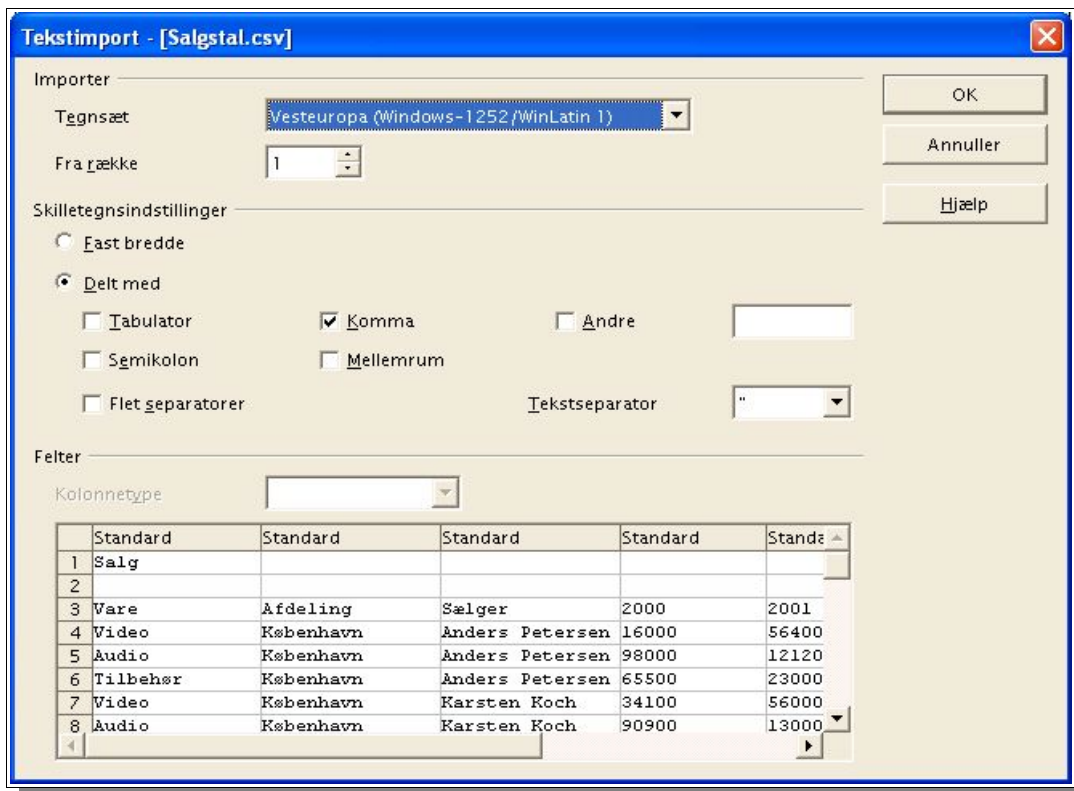 Tekstimport - [Salgstal.csv]
Importer
OK
Tegnsæt Vesteuropa (Windows-1252/WinLatin 1)
Annuller
Fra række 1
Hjælp
Skilletegnsindstillinger
Fast bredde
Delt med
Tabulator Komma Andre
Semikolon Mellemrum
Flet separatorer Tekstseparator "
Felter
Kolonnetype
Standard Standard Standard Standard Standa
1 Salg
2
3 Vare Afdeling Sælger 2000 2001
4 Video København Anders Petersen 16000 56400
5 Audio København Anders Petersen 98000 12120
6 Tilbehør København Anders Petersen 65500 23000
7 Video København Karsten Koch 34100 56000
8 Audio København Karsten Koch 90900 13000